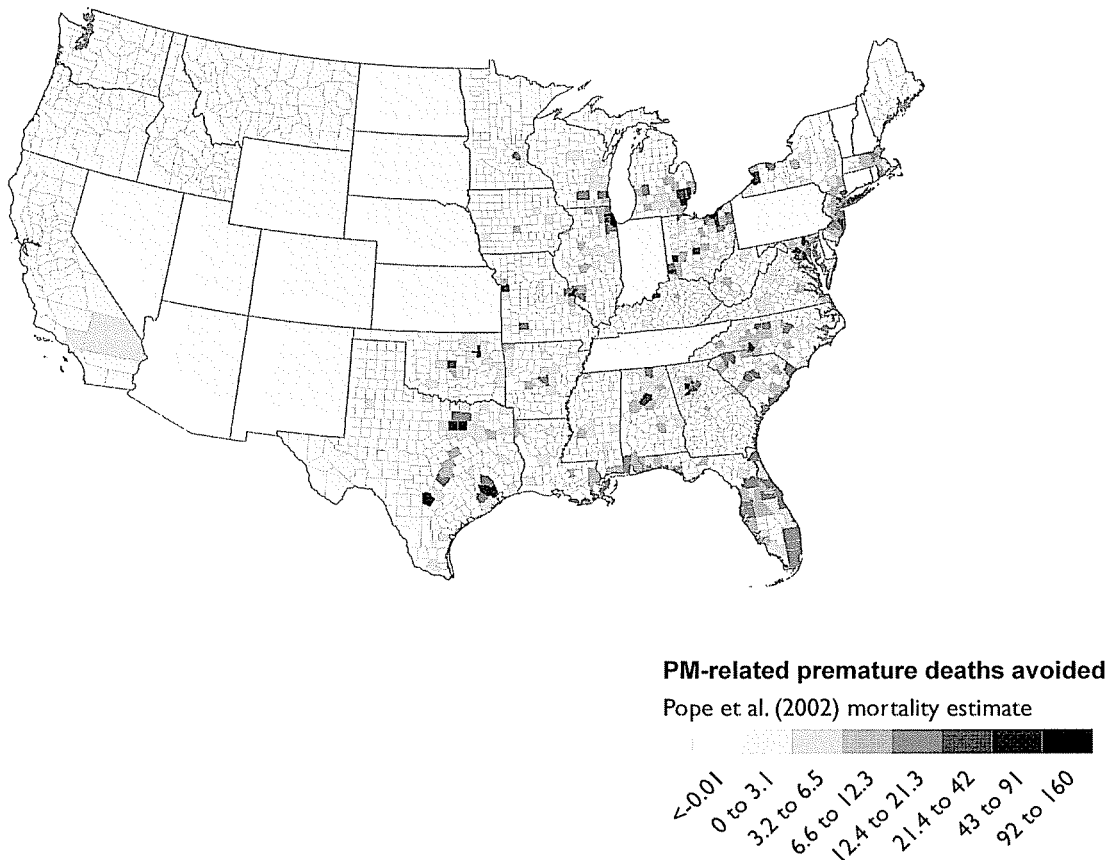 PM-related premature deaths avoided
Pope et al. (2002) mortality estimate
<-0.01
0 to 3.1
3.2 to 6.5
6.6 to 12.3
12.4 to 21.3
21.4 to 42
43 to 91
92 to 160